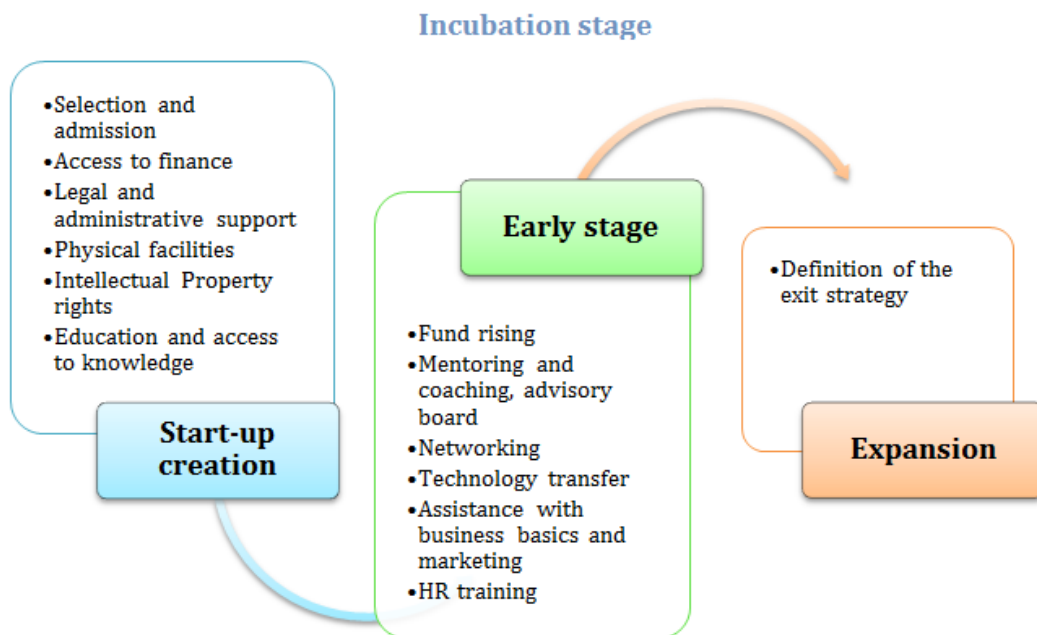 Incubation stage
•Selection and
admission
•Access to finance
•Legal and
administrative support
•Physical facilities
•Intellectual Property
rights
•Education and access
to knowledge
Start-up
creation
Early stage
•Fund rising
•Mentoring and
coaching, advisory
board
•Networking
•Technology transfer
•Assistance with
business basics and
marketing
•HR training
•Definition of the
exit strategy
Expansion